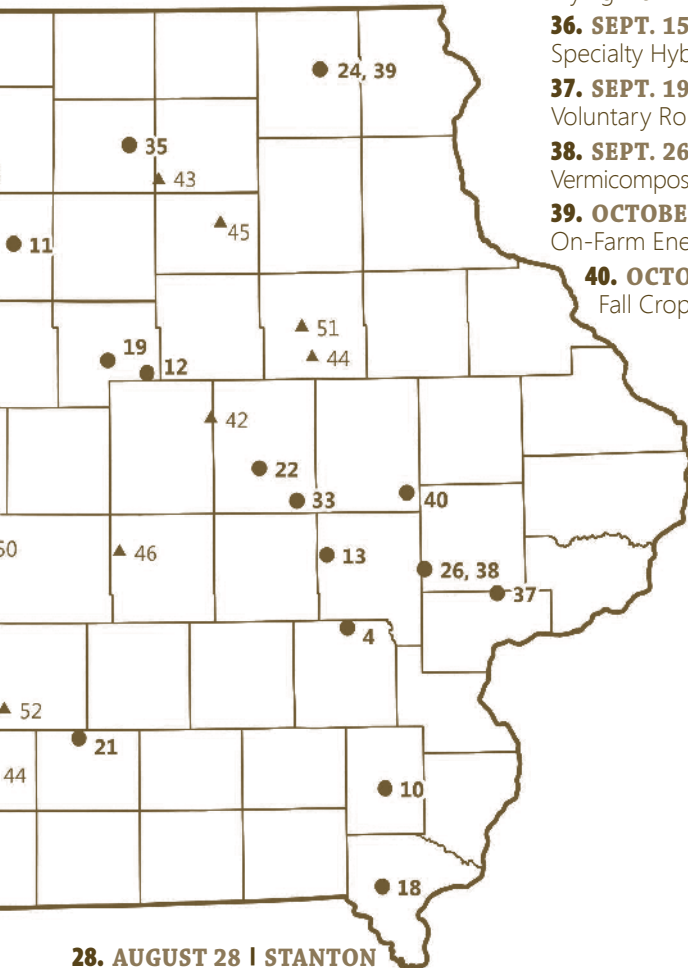 36. SEPT. 15
Specialty Hyb
37. SEPT. 19
Voluntary Ro
38. SEPT. 26
Vermicompos
39. OCTOBE
On-Farm Ene
40. OCTO
Fall Crop
24, 39
35
43
45
11
51
44
19
12
42
22
33
40
50
46
13
26, 38
37
4
52
21
44
10
18
28. AUGUST 28 | STANTON